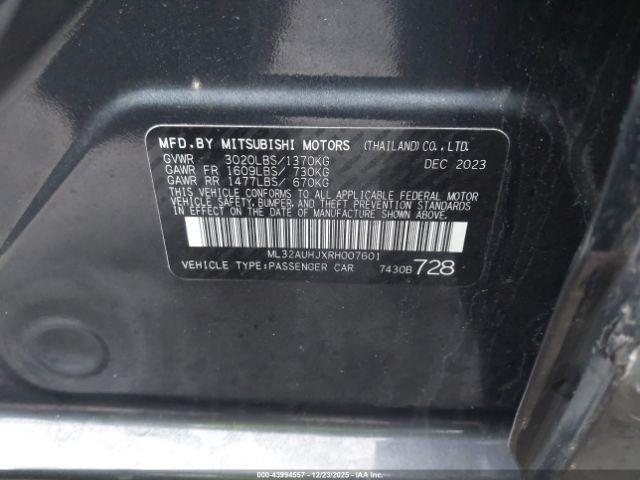 MFD.BY MITSUBISHI MOTORS (THAILAND)CO.,LTD.
GVWR 3020LBS/1370KG DEC 2023
GAWR FR 1609LBS/ 730KG
GAWR RR 1477LBS/ 670KG
THIS VEHICLE CONFORMS TO ALL APPLICABLE FEDERAL MOTOR
VEHICLE SAFETY, BUMPER, AND THEFT PREVENTION STANDARDS
IN EFFECT ON THE DATE OF MANUFACTURE SHOWN ABOVE.
ML32AUHJXRH007601
VEHICLE TYPE:PASSENGER CAR 7430B 728
000-43994557 - 12/23/2025 - IAAI.COM